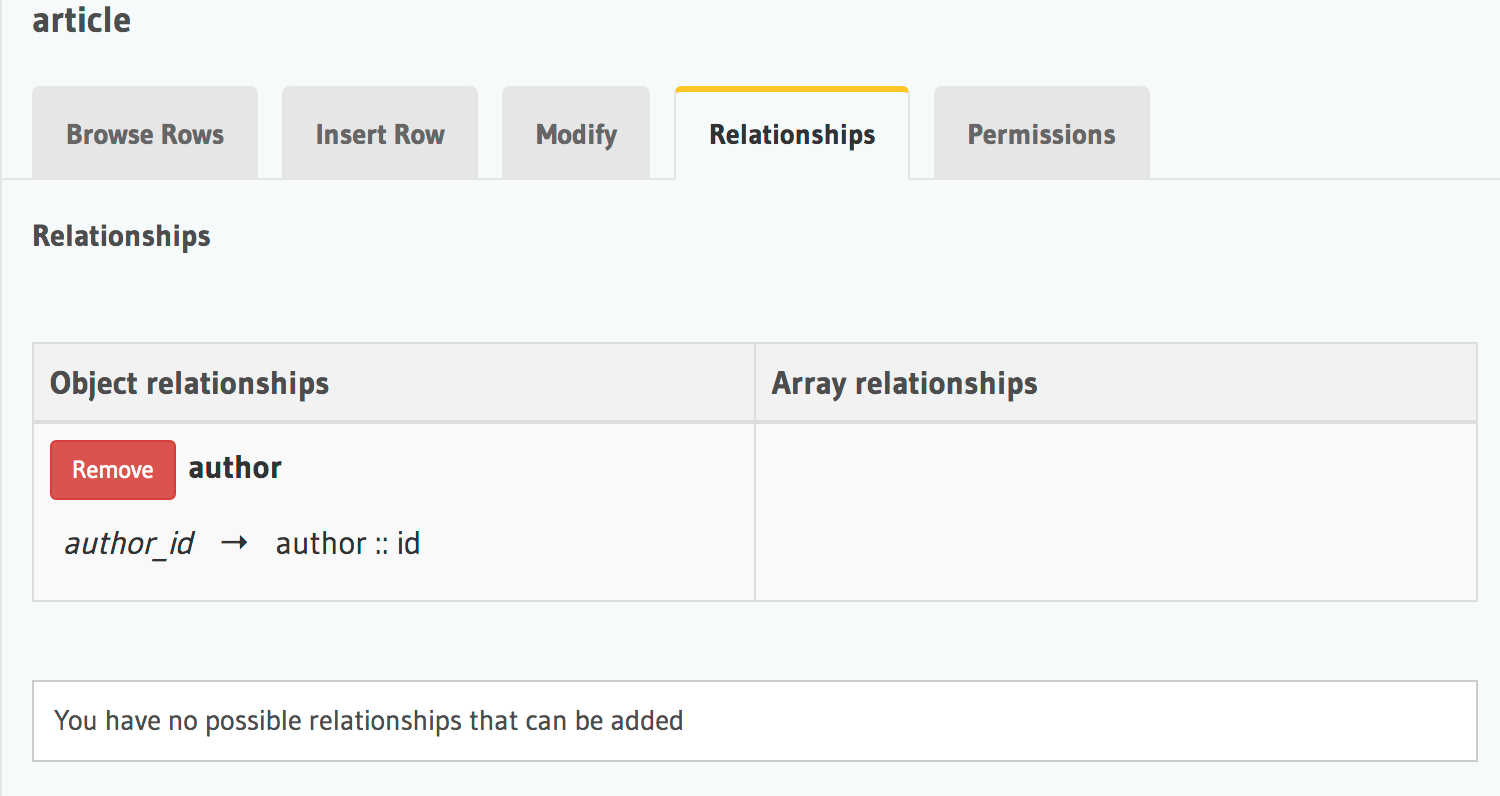 article
Browse Rows
Insert Row
Modify
Relationships
Permissions
Relationships
Object relationships
Array relationships
Remove author
author_id → author :: id
You have no possible relationships that can be added